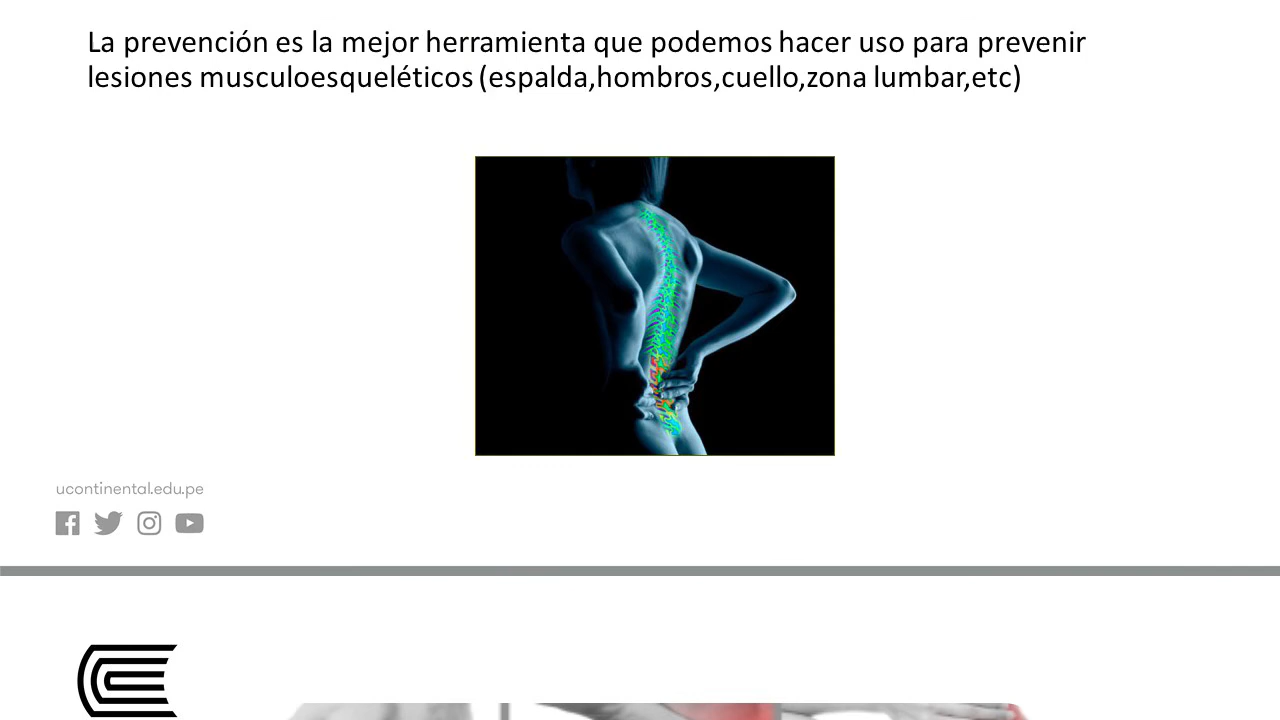 La prevención es la mejor herramienta que podemos hacer uso para prevenir
lesiones musculoesqueléticos (espalda,hombros,cuello,zona lumbar,etc)
ucontinental.edu.pe